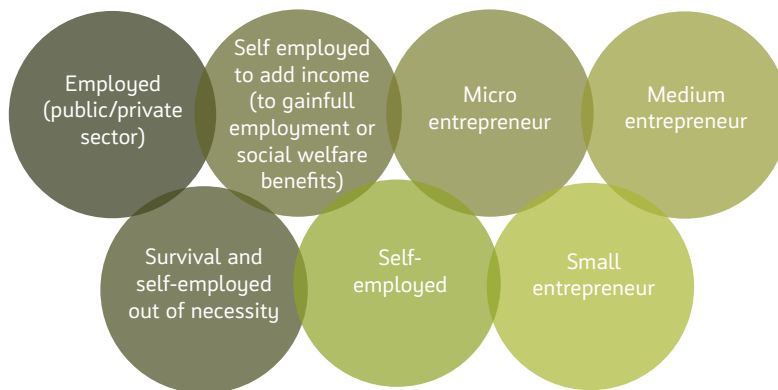 Employed
(public/private
sector)
Self employed
to add income
(to gainfull
employment or
social welfare
benefits)
Micro
entrepreneur
Medium
entrepreneur
Survival and
self-employed
out of necessity
Self-
employed
Small
entrepreneur